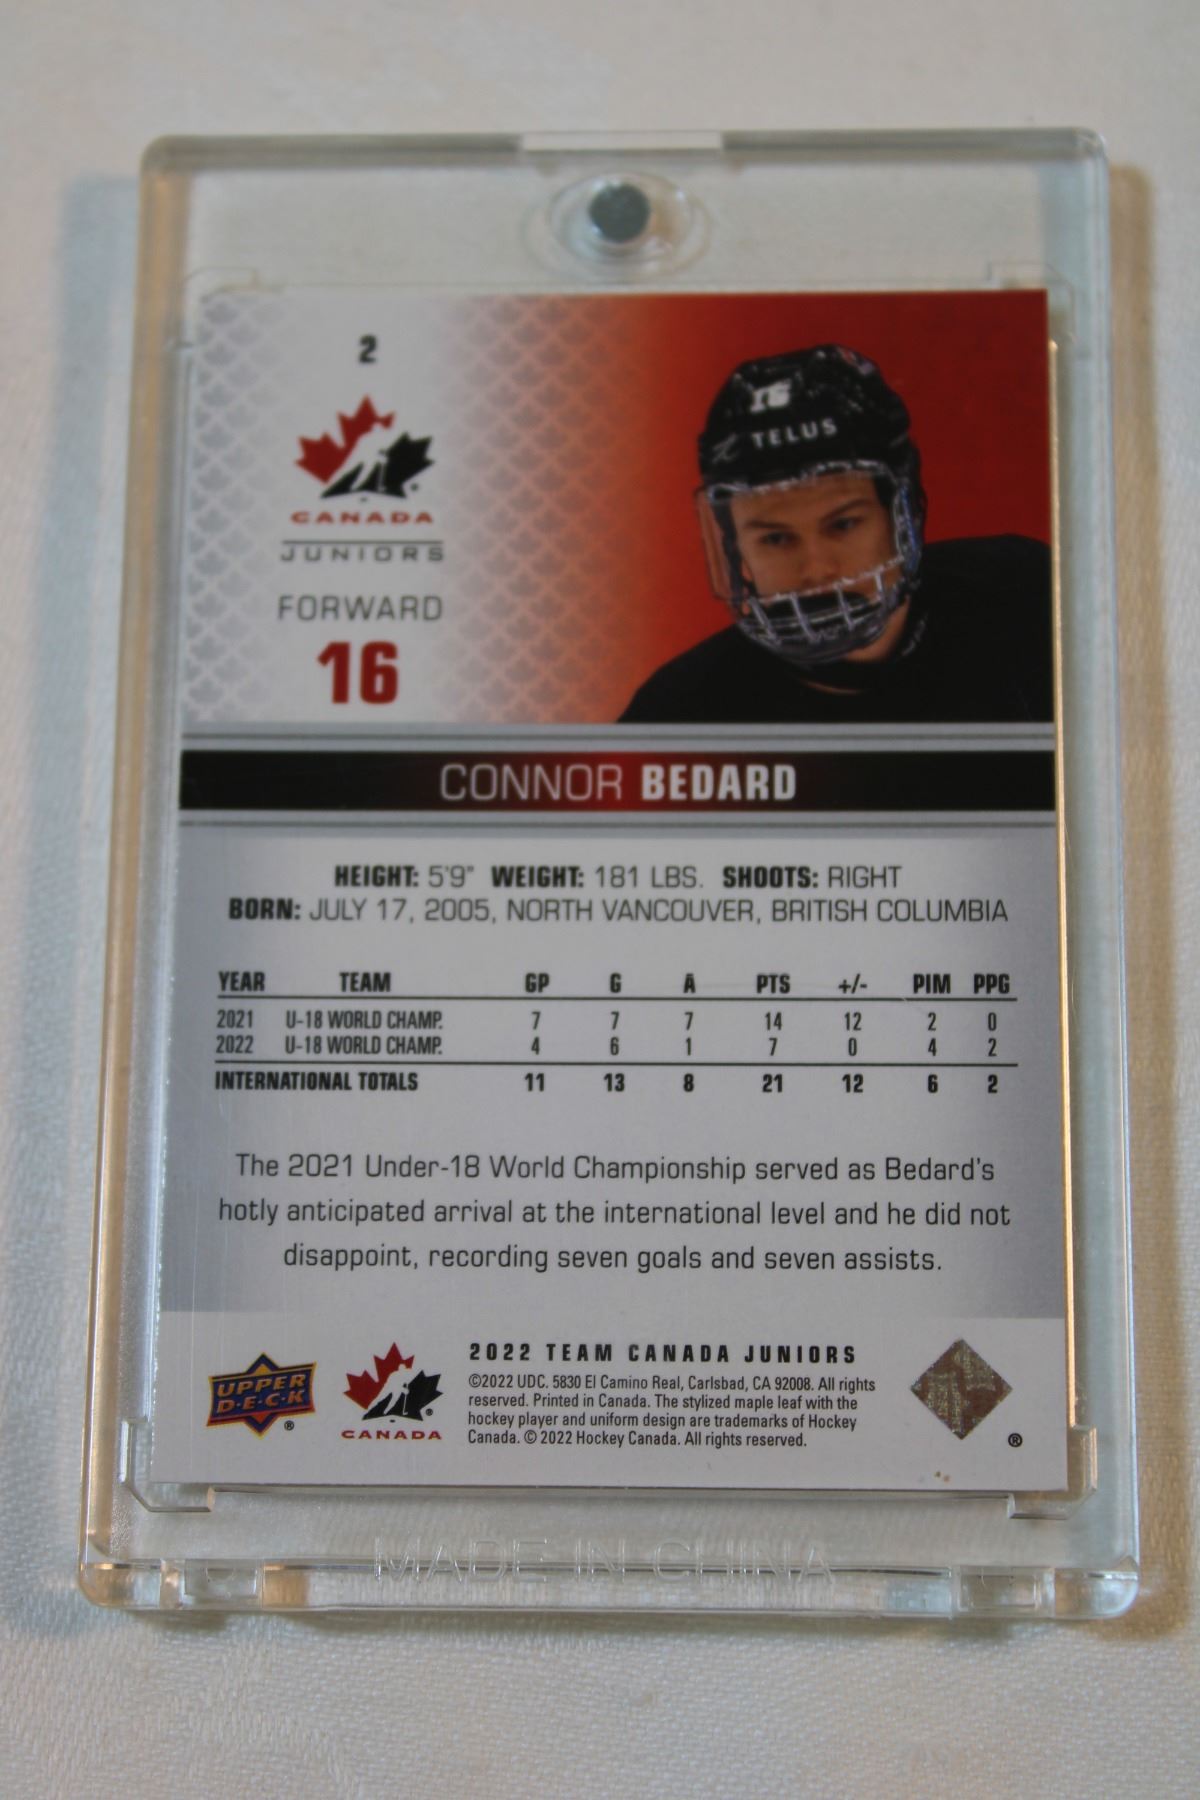 2
CANADA
JUNIORS
FORWARD
16
16
TELUS
CONNOR BEDARD
HEIGHT: 5'9" WEIGHT: 181 LBS. SHOOTS: RIGHT
BORN: JULY 17, 2005, NORTH VANCOUVER, BRITISH COLUMBIA
YEAR TEAM GP G A PTS +/- PIM PPG
2021 U-18 WORLD CHAMP. 7 7 7 14 12 2 0
2022 U-18 WORLD CHAMP. 4 6 1 7 0 4 2
INTERNATIONAL TOTALS 11 13 8 21 12 6 2
The 2021 Under-18 World Championship served as Bedard's
hotly anticipated arrival at the international level and he did not
disappoint, recording seven goals and seven assists.
UPPER
D·E·C·K
®
CANADA
2022 TEAM CANADA JUNIORS
©2022 UDC. 5830 El Camino Real, Carlsbad, CA 92008. All rights
reserved. Printed in Canada. The stylized maple leaf with the
hockey player and uniform design are trademarks of Hockey
Canada. © 2022 Hockey Canada. All rights reserved.
®
MADE IN CHINA